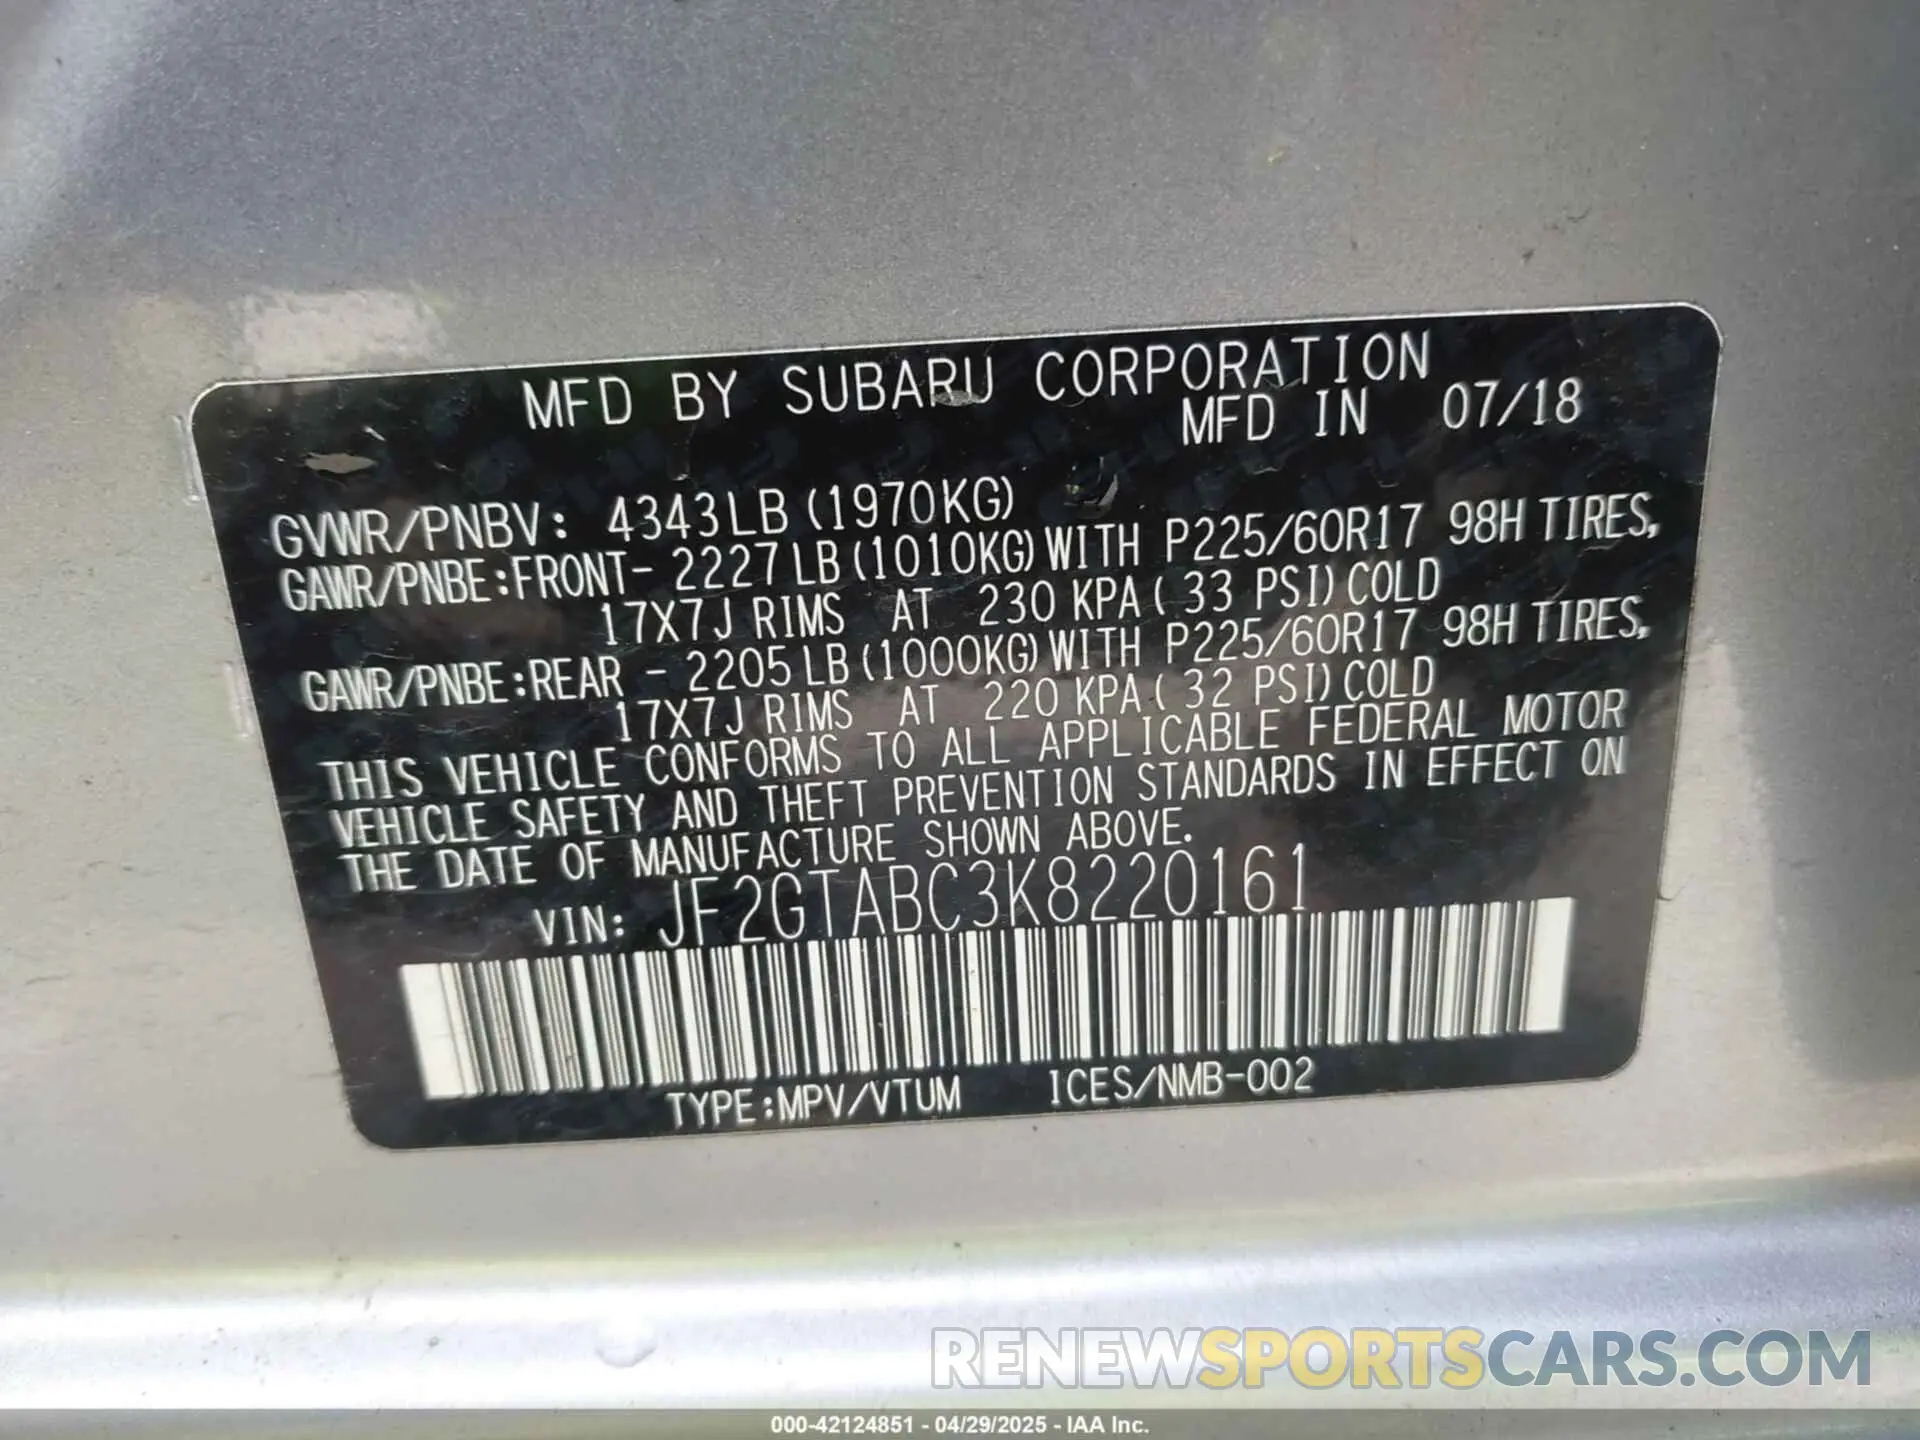 MFD BY SUBARU CORPORATION
MFD IN 07/18
GVWR/PNBV: 4343LB (1970KG)
GAWR/PNBE:FRONT- 2227LB (1010KG) WITH P225/60R17 98H TIRES,
17X7J RIMS AT 230 KPA ( 33 PSI) COLD
GAWR/PNBE:REAR - 2205LB (1000KG) WITH P225/60R17 98H TIRES,
17X7J RIMS AT 220 KPA ( 32 PSI) COLD
THIS VEHICLE CONFORMS TO ALL APPLICABLE FEDERAL MOTOR
VEHICLE SAFETY AND THEFT PREVENTION STANDARDS IN EFFECT ON
THE DATE OF MANUFACTURE SHOWN ABOVE.
VIN: JF2GTABC3K8220161
TYPE:MPV/VTUM ICES/NMB-002
RENEWSPORTSCARS.COM
000-42124851 - 04/29/2025 - IAA Inc.